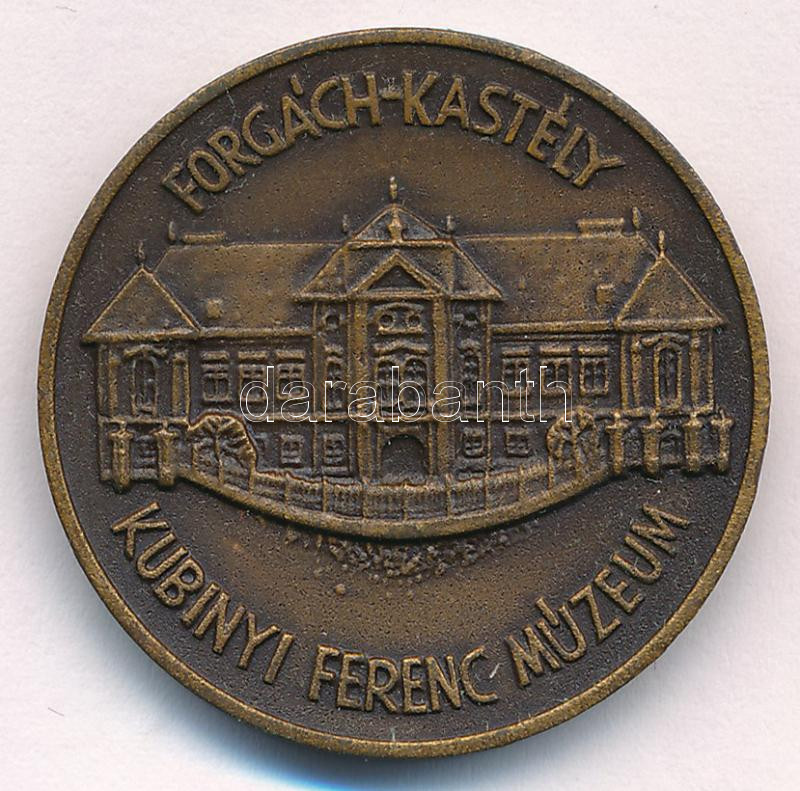 FORGÁCH-KASTÉLY
darabanth
KUBINYI FERENC MÚZEUM